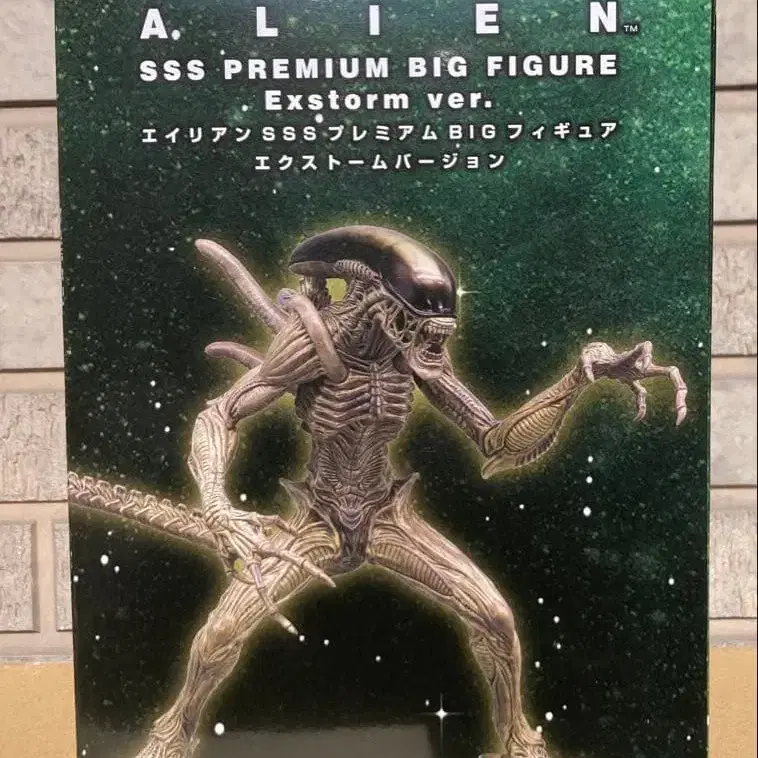 A. L I E N™
SSS PREMIUM BIG FIGURE
Exstorm ver.
エイリアンSSSプレミアムBIGフィギュア
エクストームバージョン